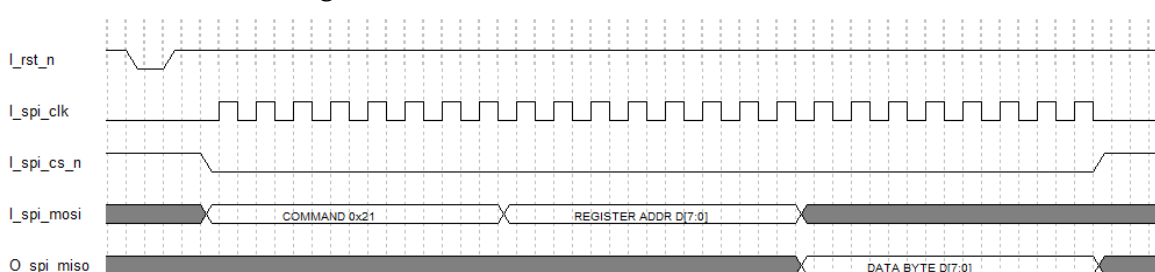 I_rst_n
I_spi_clk
I_spi_cs_n
I_spi_mosi COMMAND 0x21 REGISTER ADDR D[7:0]
O_spi_miso DATA BYTE D[7:0]